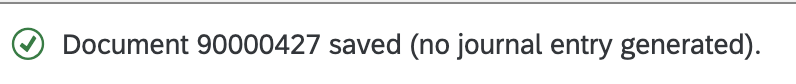 Document 90000427 saved (no journal entry generated).